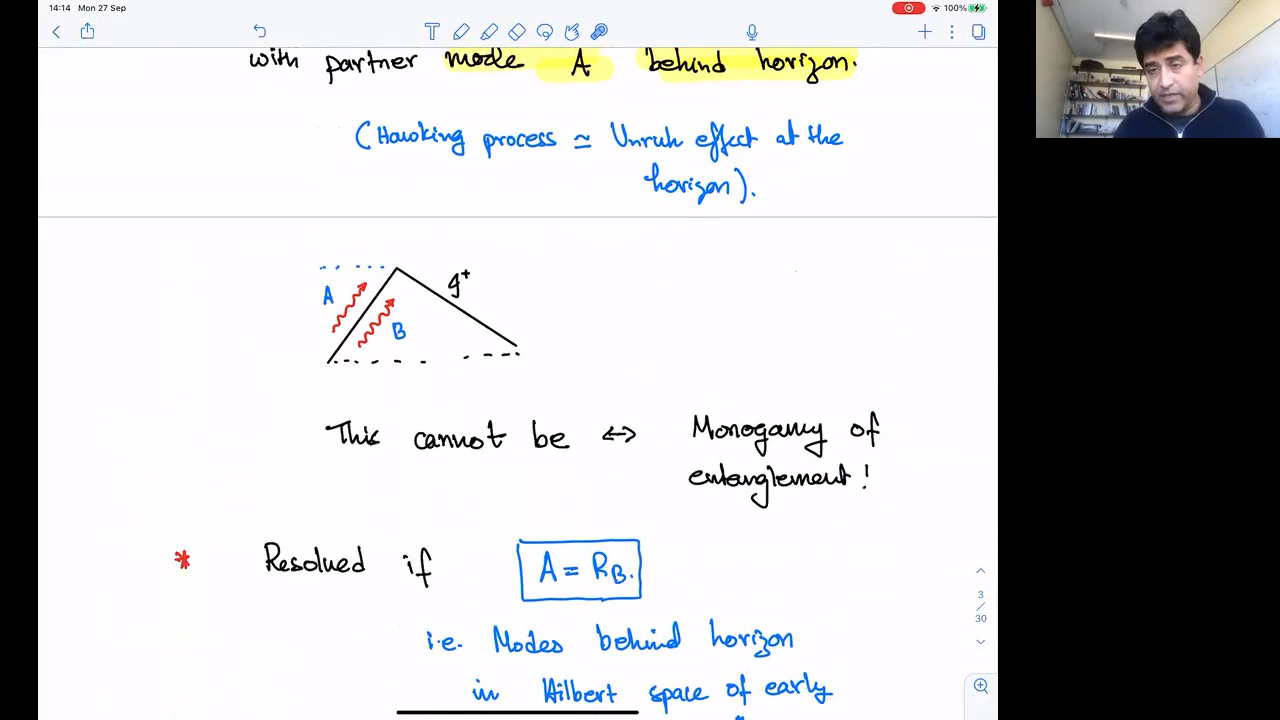 14:14 Mon 27 Sep
100%
with partner mode A behind horizon.
(Hawking process ≃ Unruh effect at the
horizon).
A
B
g+
This cannot be ↔ Monogamy of
entanglement!
* Resolved if A = R_B.
i.e. Modes behind horizon
in Hilbert space of early
3
/
30